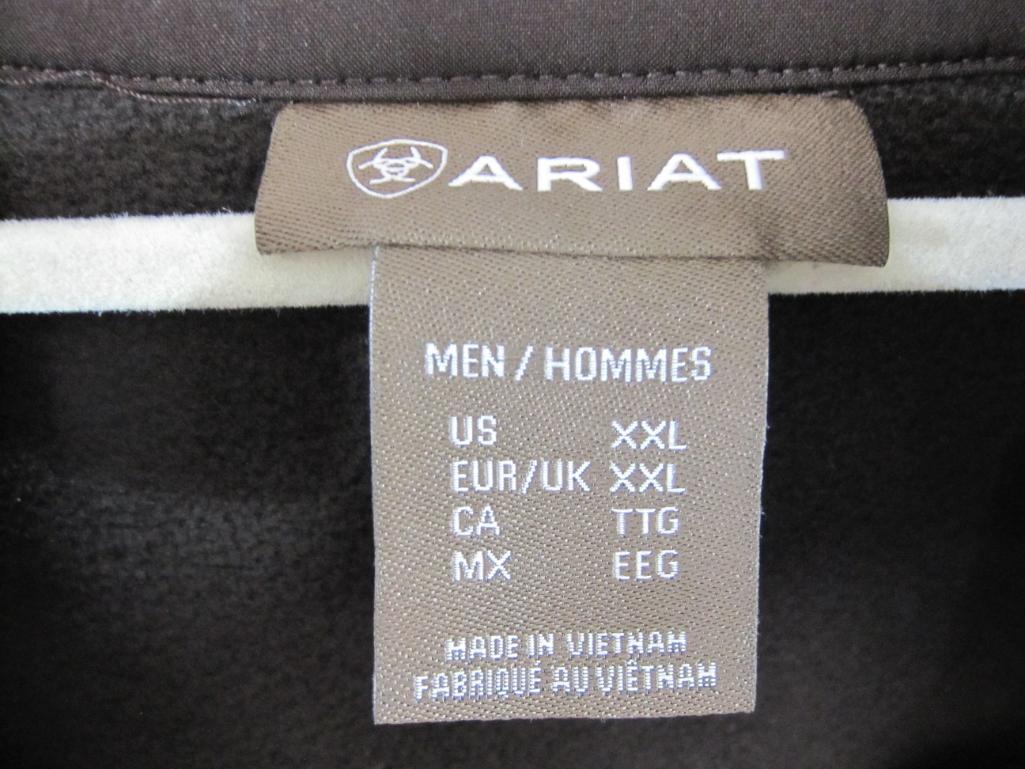 ARIAT
MEN / HOMMES
US XXL
EUR/UK XXL
CA TTG
MX EEG
MADE IN VIETNAM
FABRIQUÉ AU VIÊTNAM